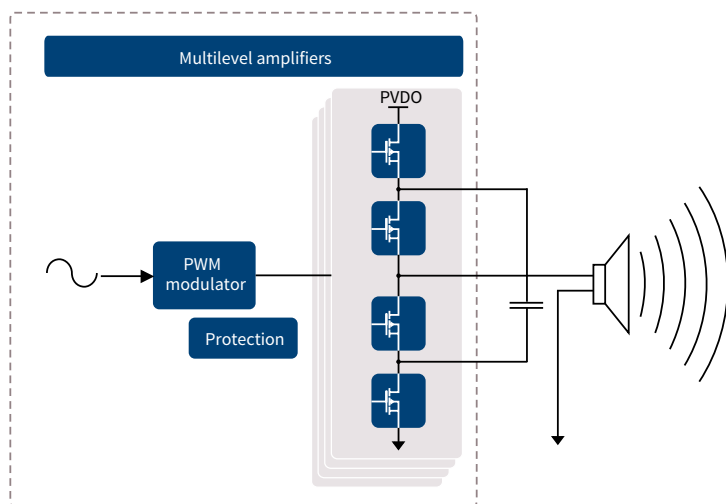 Multilevel amplifiers
PVDO
PWM
modulator
Protection